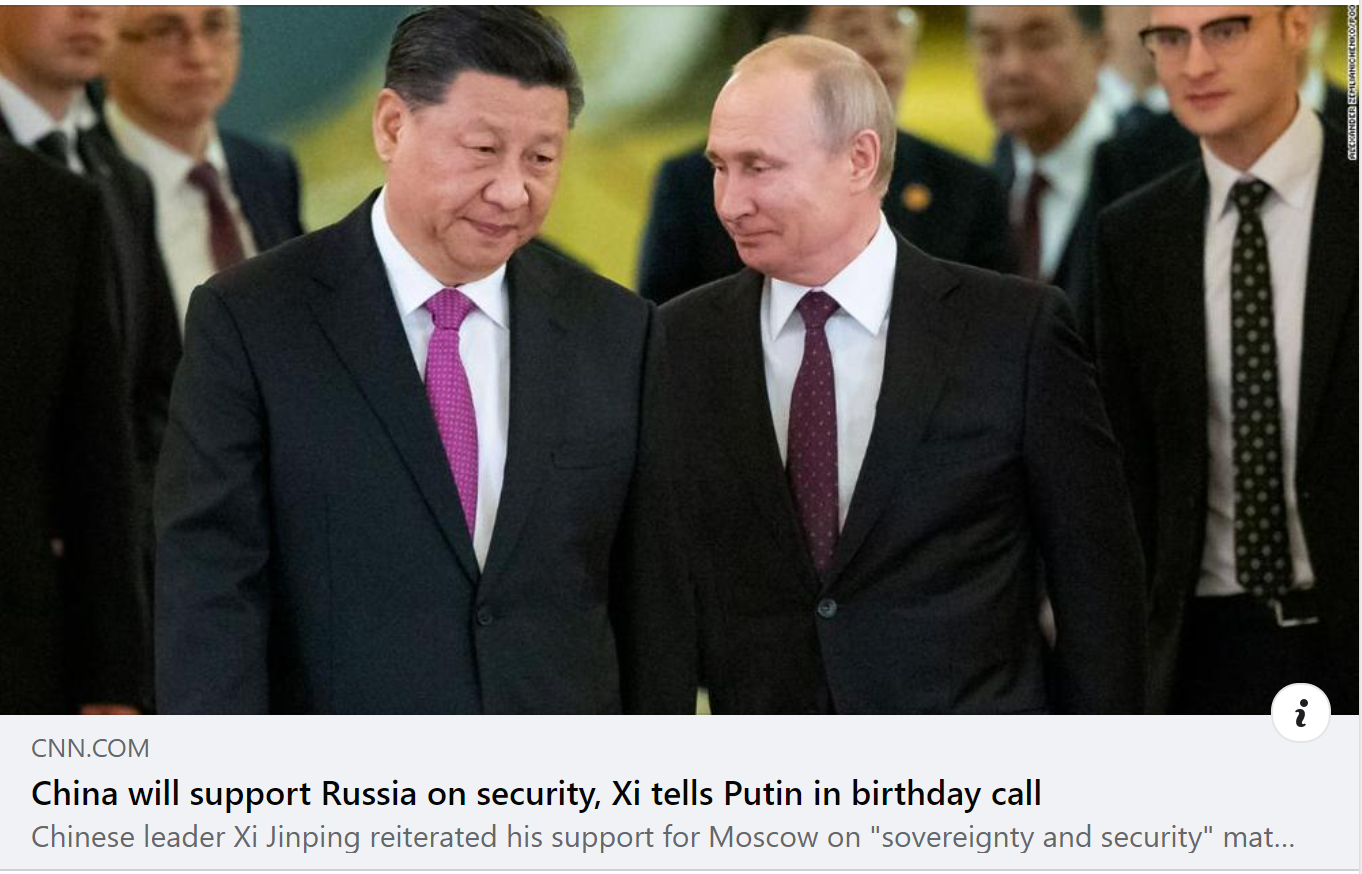 ALEXANDER ZEMLIANICHENKO/POO
CNN.COM
China will support Russia on security, Xi tells Putin in birthday call
Chinese leader Xi Jinping reiterated his support for Moscow on "sovereignty and security" mat...